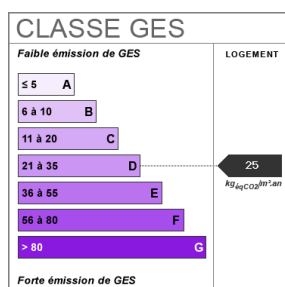 CLASSE GES
Faible émission de GES
LOGEMENT
≤ 5 A
6 à 10 B
11 à 20 C
21 à 35 D
25
kgéqCO2/m².an
36 à 55 E
56 à 80 F
> 80 G
Forte émission de GES